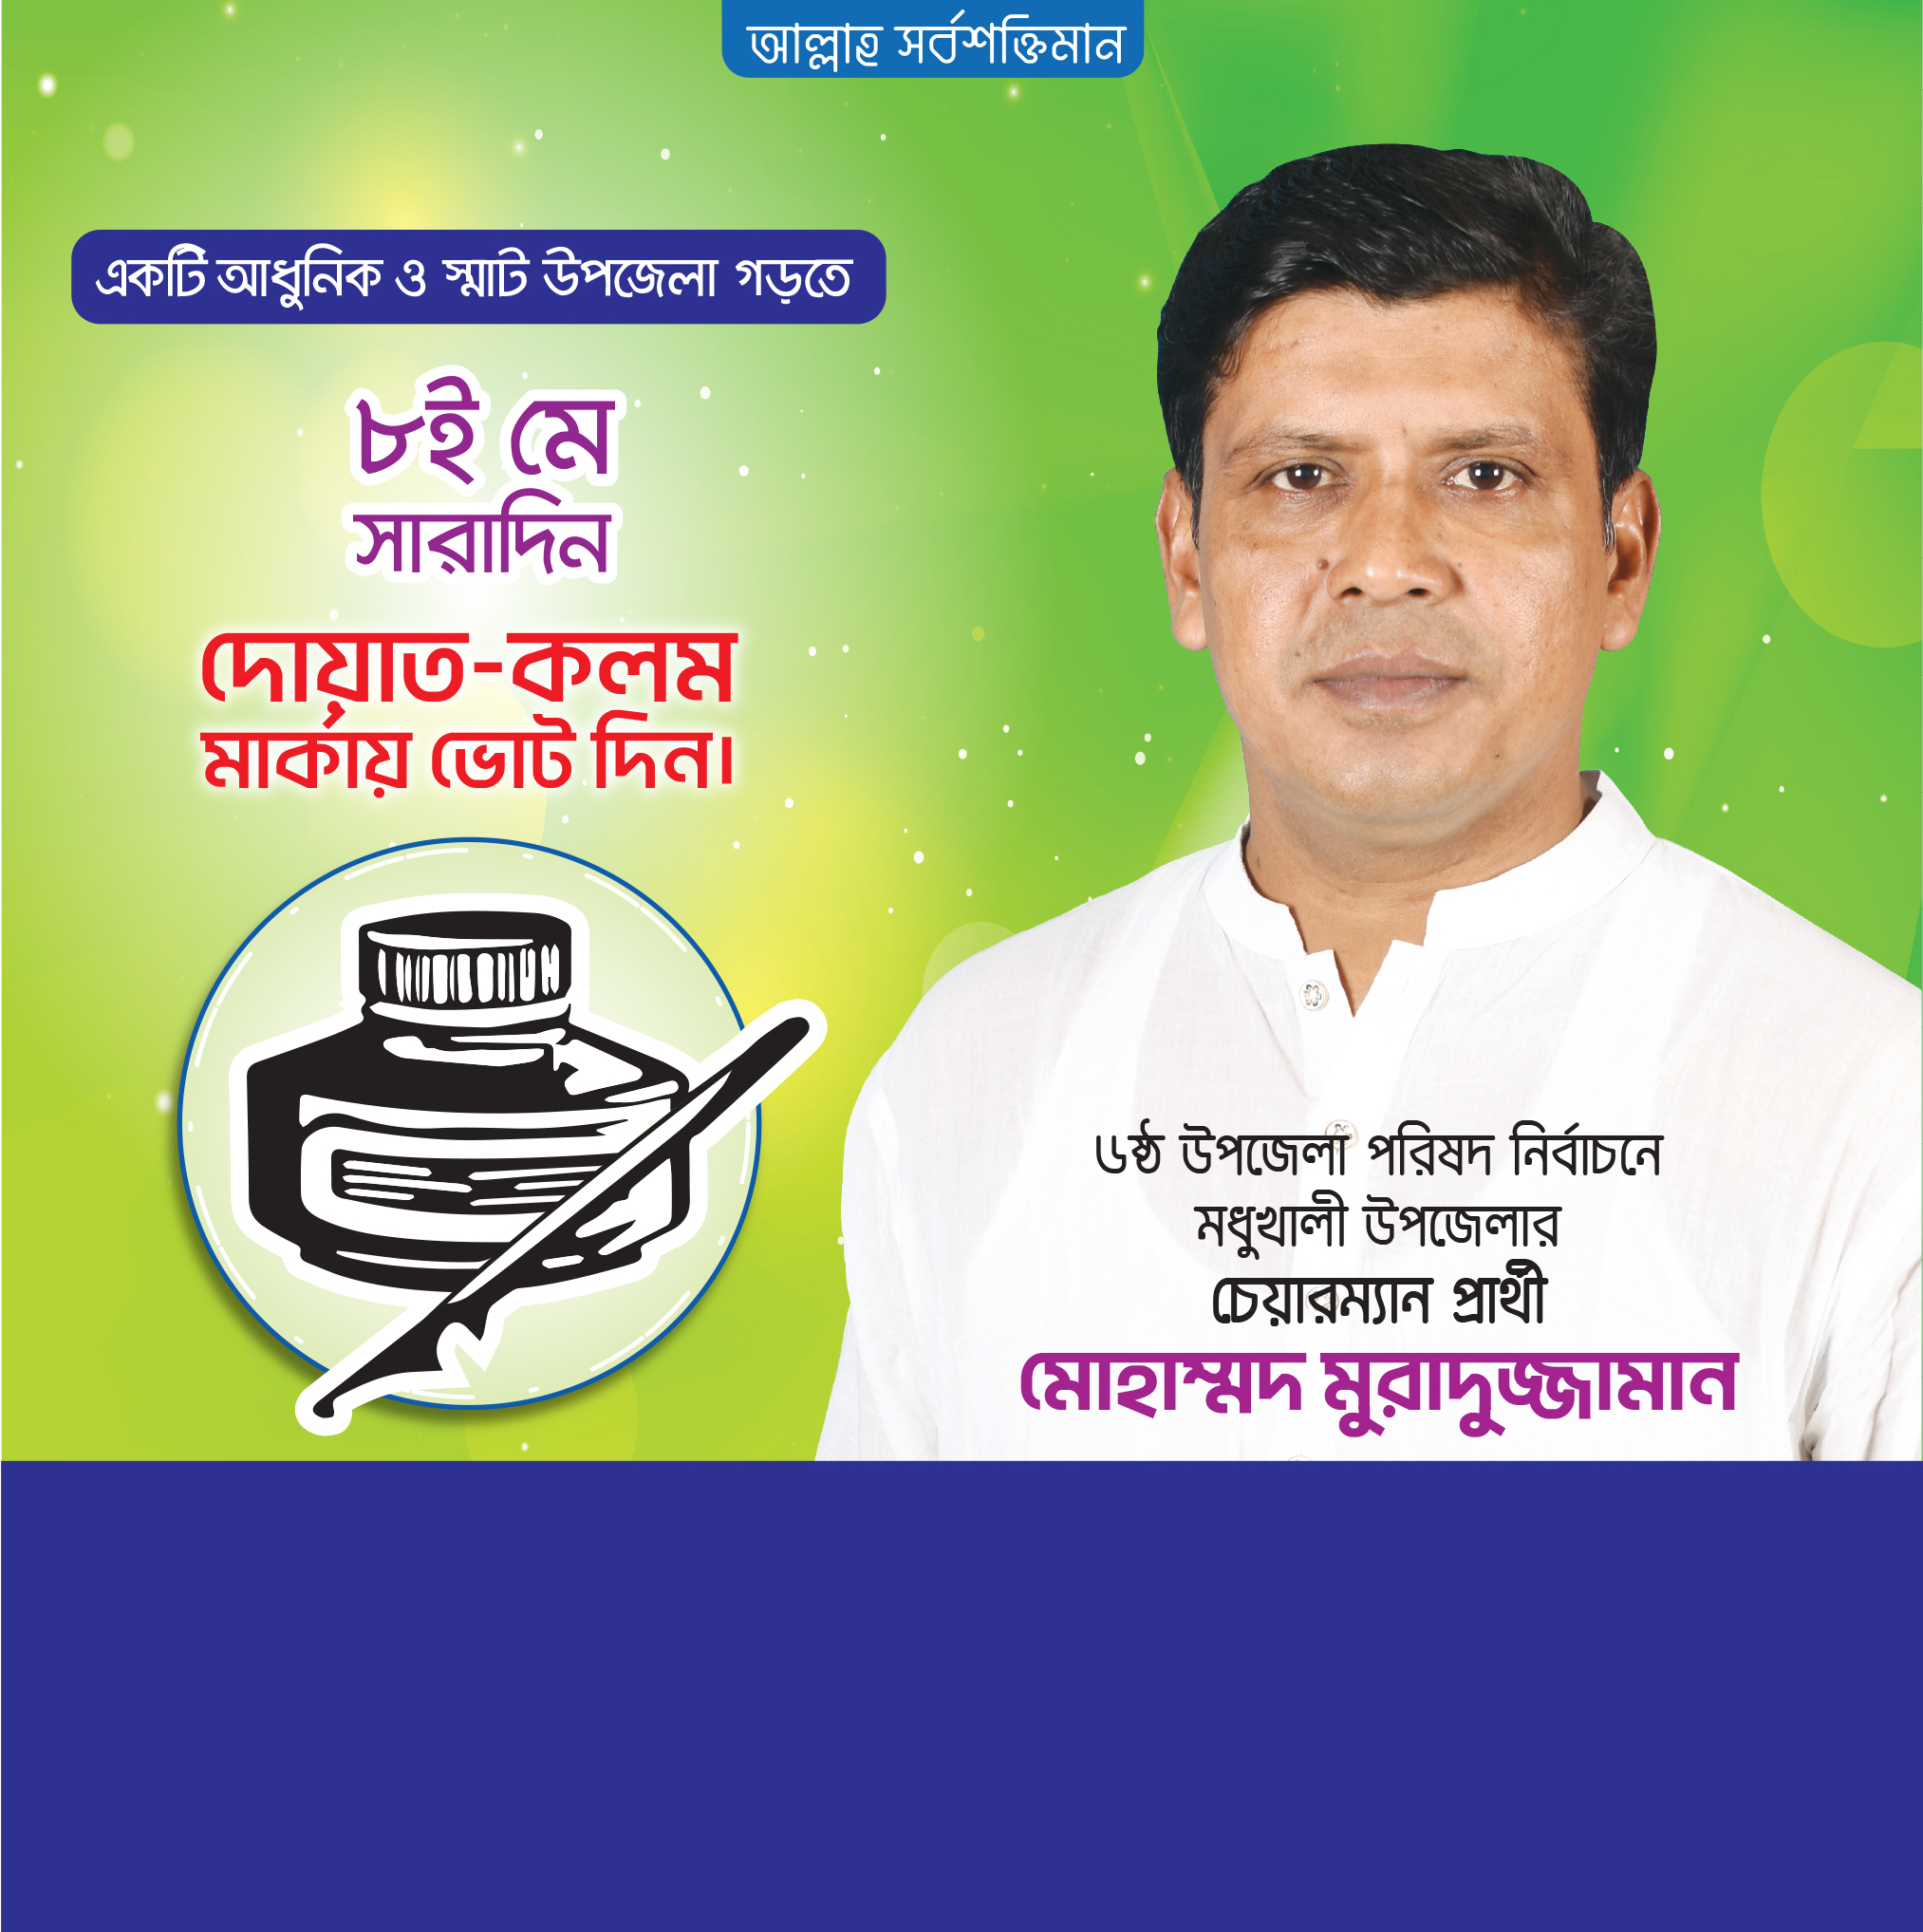 আল্লাহ সর্বশক্তিমান
একটি আধুনিক ও স্মাট উপজেলা গড়তে
৮ই মে
সারাদিন
দোয়াত-কলম
মার্কায় ভোট দিন।
৬ষ্ঠ উপজেলা পরিষদ নির্বাচনে
মধুখালী উপজেলার
চেয়ারম্যান প্রার্থী
মোহাম্মদ মুরাদুজ্জামান